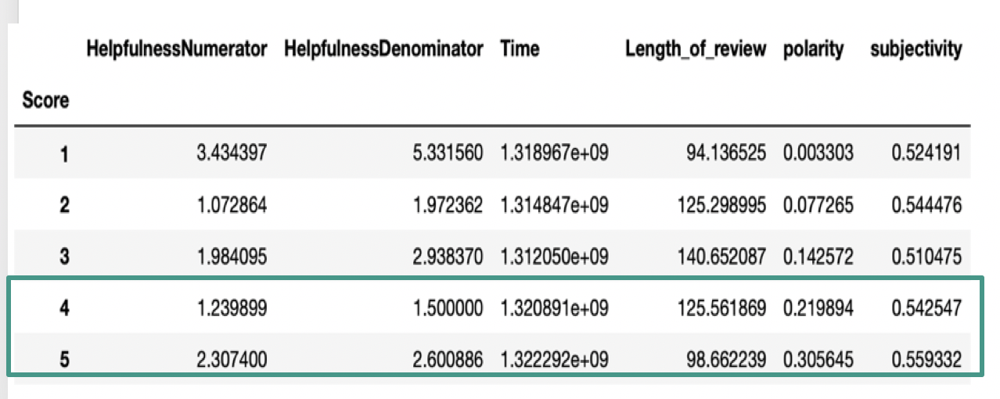 HelpfulnessNumerator HelpfulnessDenominator Time Length_of_review polarity subjectivity
Score
1 3.434397 5.331560 1.318967e+09 94.136525 0.003303 0.524191
2 1.072864 1.972362 1.314847e+09 125.298995 0.077265 0.544476
3 1.984095 2.938370 1.312050e+09 140.652087 0.142572 0.510475
4 1.239899 1.500000 1.320891e+09 125.561869 0.219894 0.542547
5 2.307400 2.600886 1.322292e+09 98.662239 0.305645 0.559332